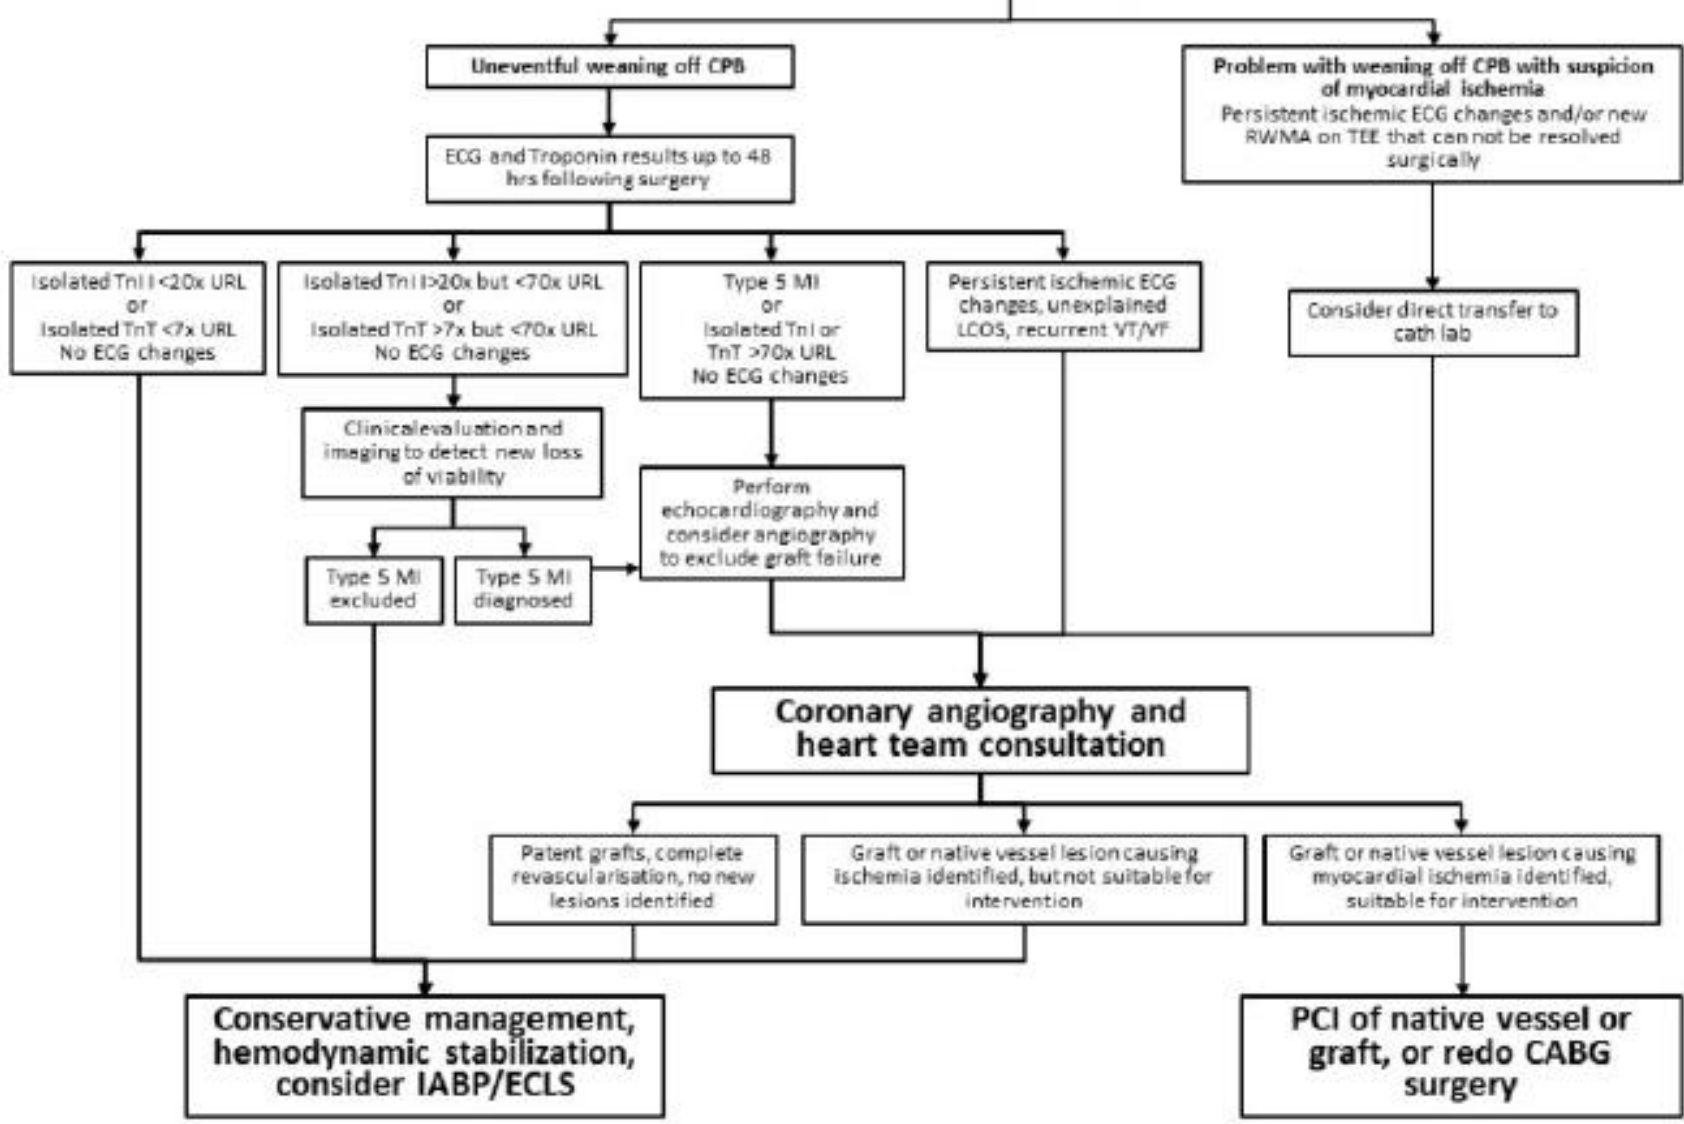 Uneventful weaning off CPB
Problem with weaning off CPB with suspicion
of myocardial ischemia
Persistent ischemic ECG changes and/or new
RWMA on TEE that can not be resolved
surgically
ECG and Troponin results up to 48
hrs following surgery
Isolated TnI I <20x URL
or
Isolated TnT <7x URL
No ECG changes
Isolated TnI I>20x but <70x URL
or
Isolated TnT >7x but <70x URL
No ECG changes
Type 5 MI
or
Isolated TnI or
TnT >70x URL
No ECG changes
Persistent ischemic ECG
changes, unexplained
LCOS, recurrent VT/VF
Consider direct transfer to
cath lab
Clinical evaluation and
imaging to detect new loss
of viability
Perform
echocardiography and
consider angiography
to exclude graft failure
Type 5 MI
excluded
Type 5 MI
diagnosed
Coronary angiography and
heart team consultation
Patent grafts, complete
revascularisation, no new
lesions identified
Graft or native vessel lesion causing
ischemia identified, but not suitable for
intervention
Graft or native vessel lesion causing
myocardial ischemia identified,
suitable for intervention
Conservative management,
hemodynamic stabilization,
consider IABP/ECLS
PCI of native vessel or
graft, or redo CABG
surgery